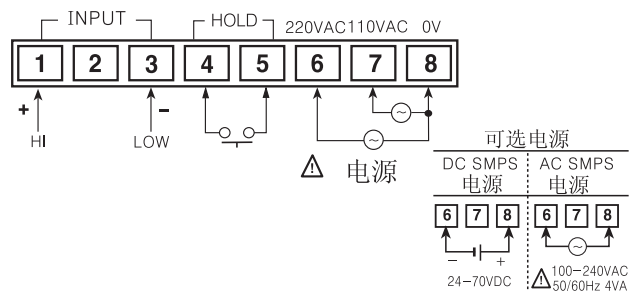 INPUT HOLD 220VAC 110VAC 0V
1 2 3 4 5 6 7 8
+ -
HI LOW
⚠ 电源
可选电源
DC SMPS AC SMPS
电源 电源
6 7 8 6 7 8
- +
24-70VDC ⚠ 100-240VAC
50/60Hz 4VA